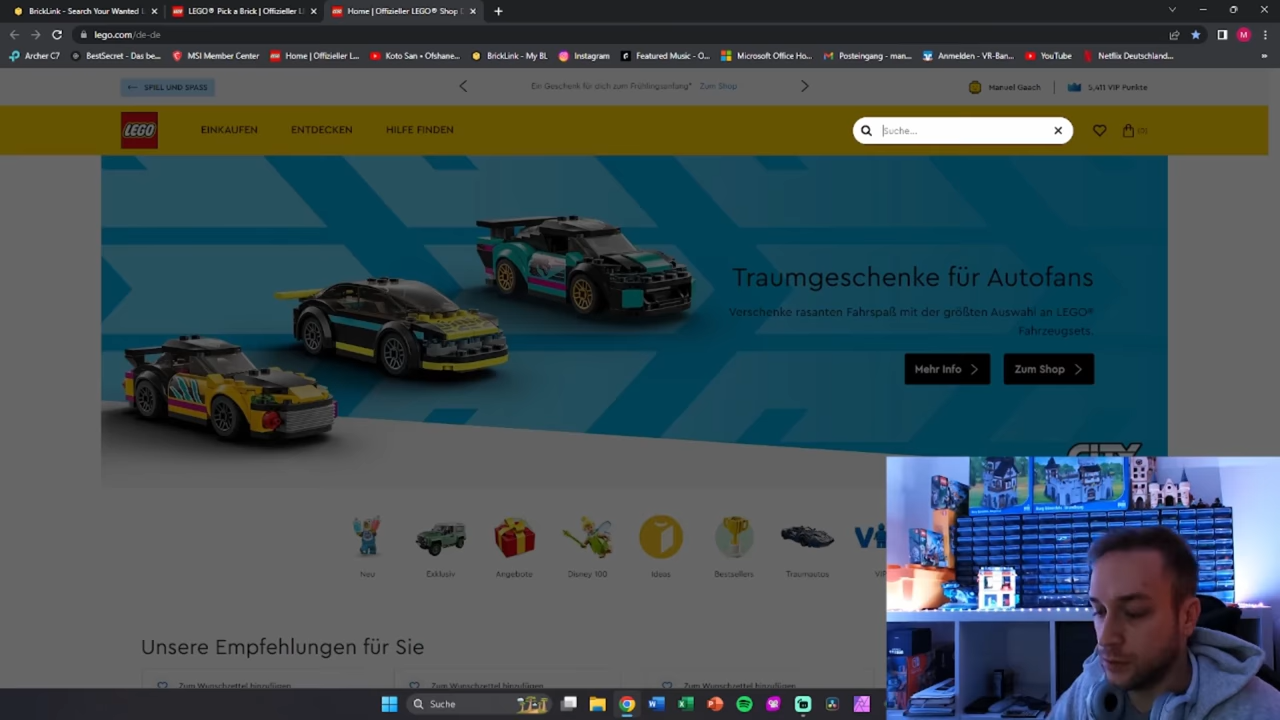 BrickLink - Search Your Wanted L
LEGO® Pick a Brick | Offizieller L
Home | Offizieller LEGO® Shop D
lego.com/de-de
Archer C7
BestSecret - Das be...
MSI Member Center
Home | Offizieller L...
Koto San • Ofshane...
BrickLink - My BL
Instagram
Featured Music - O...
Microsoft Office Ho...
Posteingang - man...
Anmelden - VR-Ban...
YouTube
Netflix Deutschland...
SPIEL UND SPASS
Ein Geschenk für dich zum Frühlingsanfang* Zum Shop
Manuel Gaach
5,411 VIP Punkte
LEGO
EINKAUFEN
ENTDECKEN
HILFE FINDEN
Suche...
(0)
Traumgeschenke für Autofans
Verschenke rasanten Fahrspaß mit der größten Auswahl an LEGO®
Fahrzeugsets.
Mehr Info
Zum Shop
CITY
Neu
Exklusiv
Angebote
Disney 100
Ideas
Bestsellers
Traumautos
Unsere Empfehlungen für Sie
Zum Wunschzettel hinzufügen
Zum Wunschzettel hinzufügen
Zum Wunschzettel hinzufügen
Suche